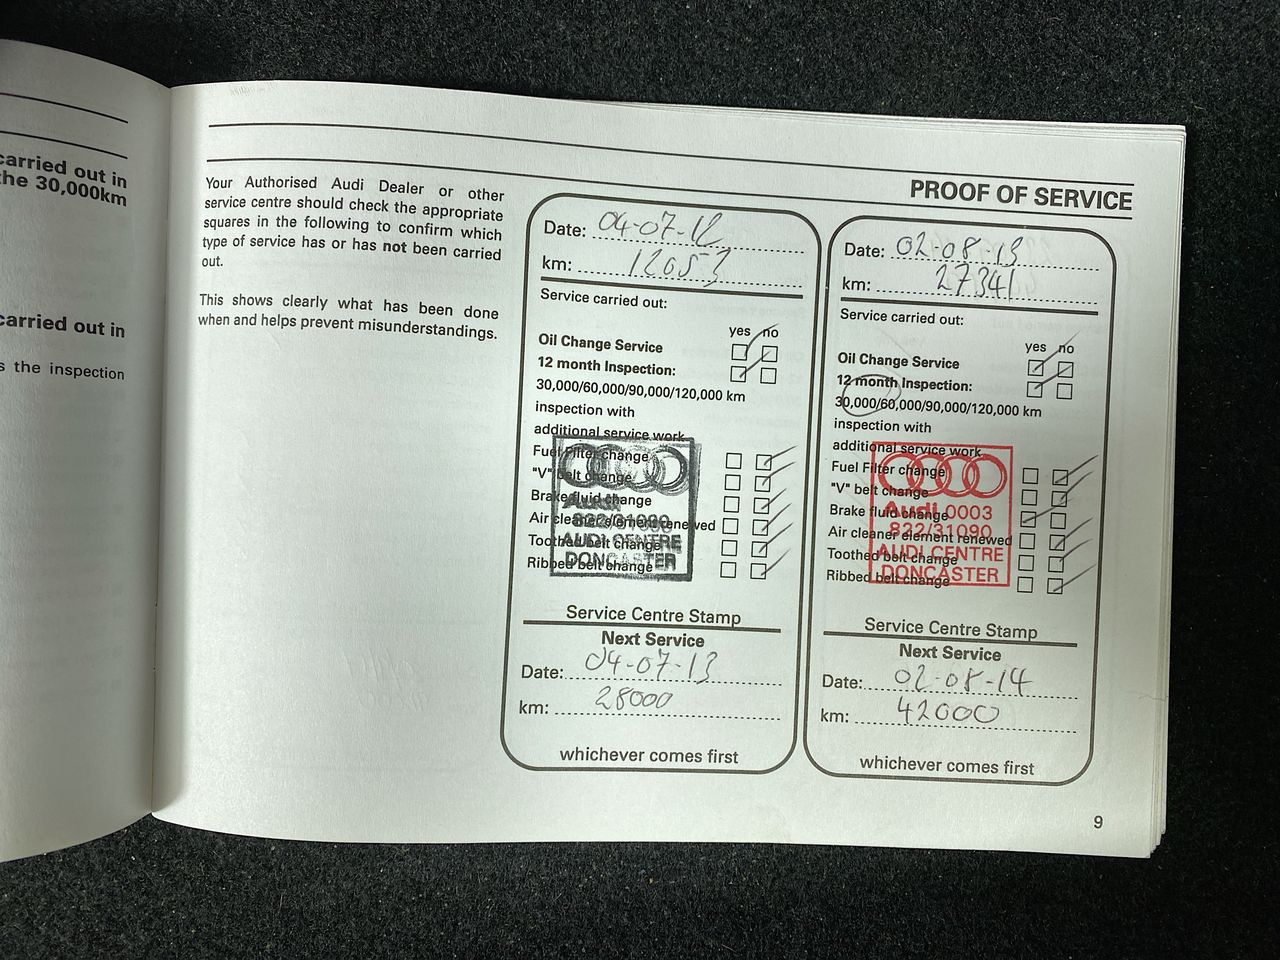 carried out in
the 30,000km
carried out in
s the inspection
Your Authorised Audi Dealer or other
service centre should check the appropriate
squares in the following to confirm which
type of service has or has not been carried
out.
This shows clearly what has been done
when and helps prevent misunderstandings.
PROOF OF SERVICE
Date: 04-07-12
km: 12053
Service carried out:
yes no
Oil Change Service
12 month Inspection:
30,000/60,000/90,000/120,000 km
inspection with
additional service work
Fuel Filter change
"V" belt change
Brake fluid change
Air cleaner element renewed
Toothed belt change
Ribbed belt change
Audi
822/31090
AUDI CENTRE
DONCASTER
Service Centre Stamp
Next Service
Date: 04-07-13
km: 28000
whichever comes first
Date: 02-08-13
km: 27341
Service carried out:
yes no
Oil Change Service
12 month Inspection:
30,000/60,000/90,000/120,000 km
inspection with
additional service work
Fuel Filter change
"V" belt change
Brake fluid change
Air cleaner element renewed
Toothed belt change
Ribbed belt change
Audi 0003
822/31090
AUDI CENTRE
DONCASTER
Service Centre Stamp
Next Service
Date: 02-08-14
km: 42000
whichever comes first
9